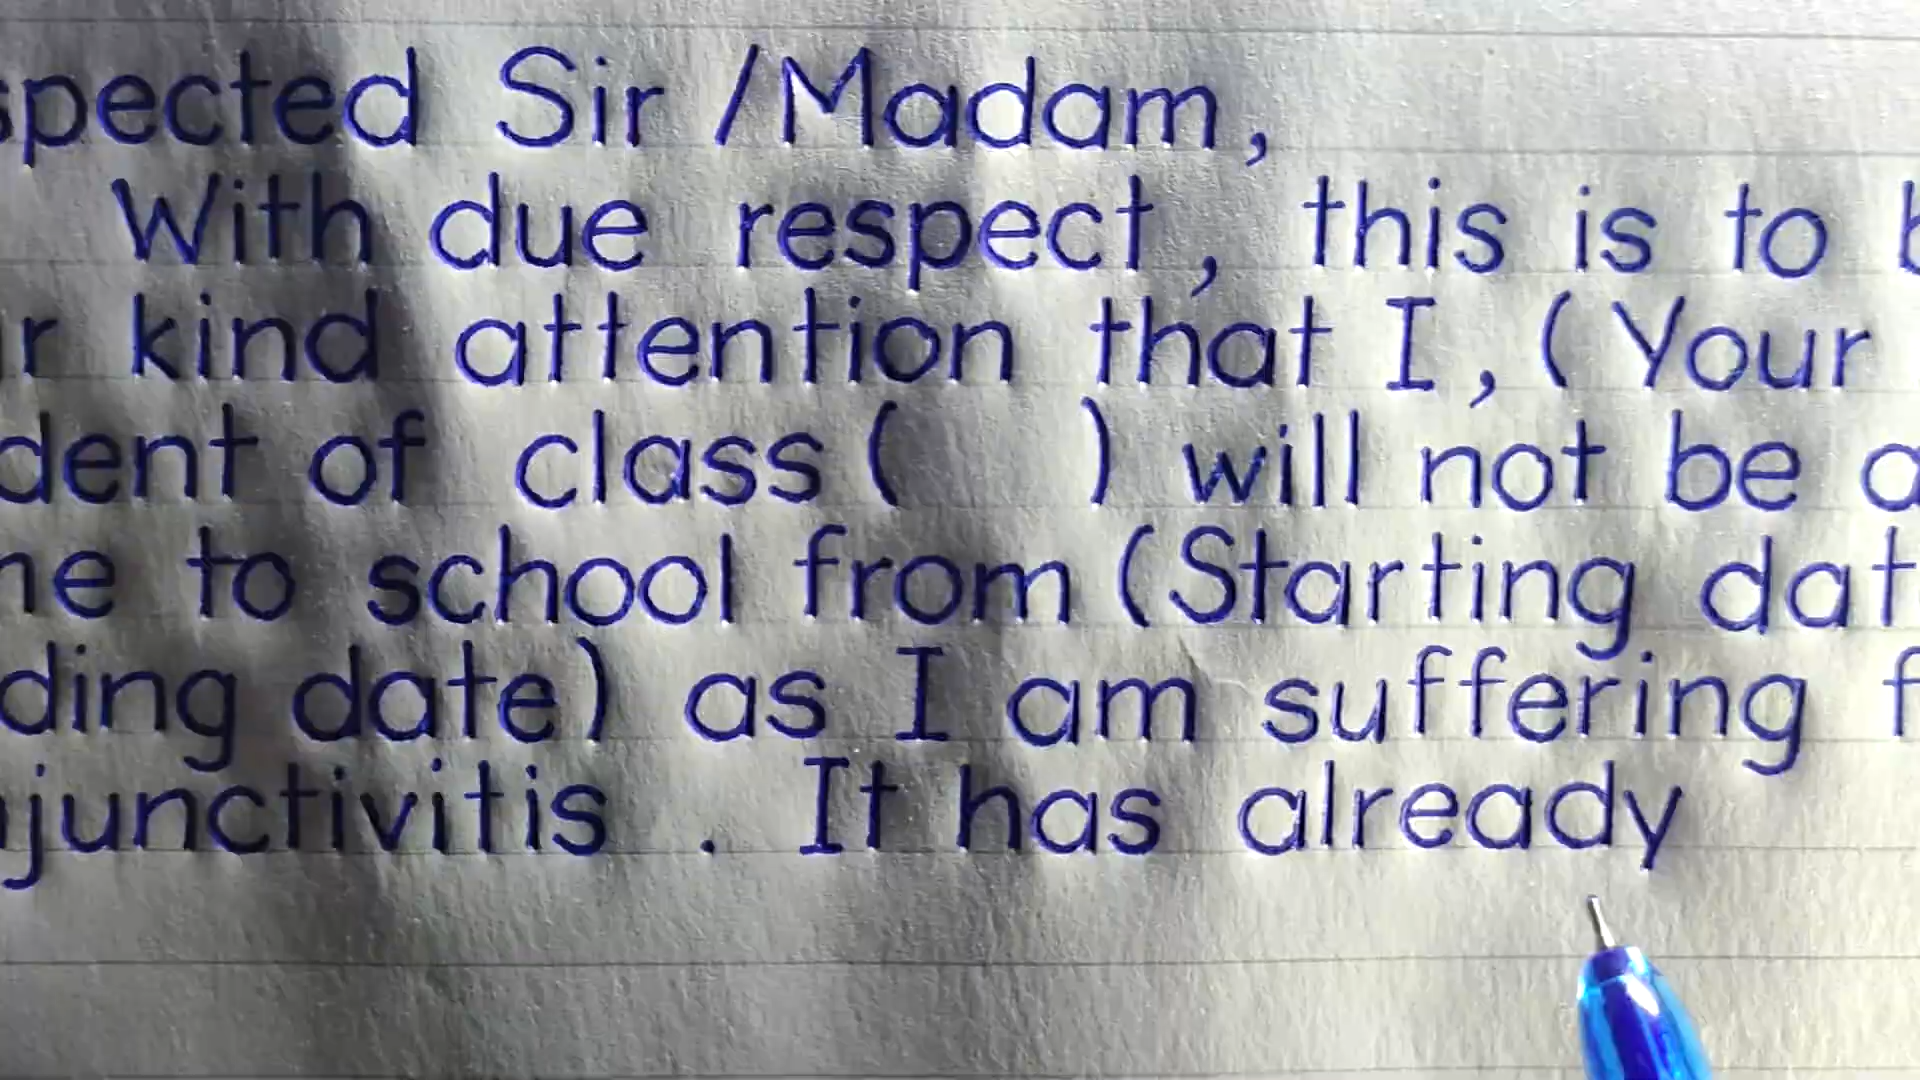 spected Sir /Madam,
With due respect, this is to
kind attention that I, (Your
dent of class (     ) will not be
to school from (Starting dat
ding date) as I am suffering
junctivitis. It has already